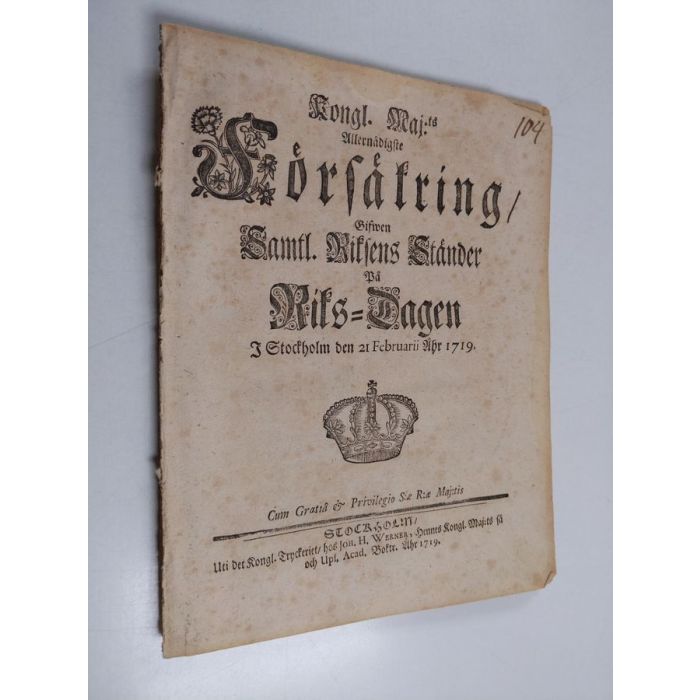 104
Kongl. Maj:ts
Allernådigste
Försäkring/
Gifwen
Samtl. Riksens Ständer
På
Riks-Dagen
I Stockholm den 21 Februarii Åhr 1719.
Cum Gratiâ & Privilegio S:æ R:æ Maj:tis
STOCKHOLM/
Uti det Kongl. Tryckeriet/ hos Joh. H. Werner, Hennes Kongl. Maj:ts så
och Upl. Acad. Boktr. Åhr 1719.